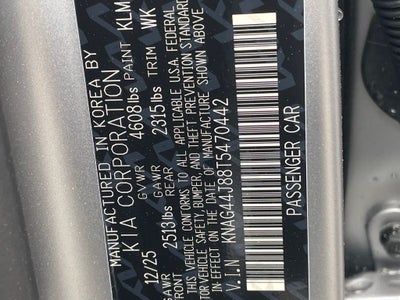 MANUFACTURED IN KOREA BY
KIA CORPORATION
GVWR 4608lbs PAINT KLM
12/25 GAWR 2315lbs TRIM WK
FRONT 2513lbs REAR
THIS VEHICLE CONFORMS TO ALL APPLICABLE U.S.A. FEDERAL
MOTOR VEHICLE SAFETY, BUMPER, AND THEFT PREVENTION STANDARDS
IN EFFECT ON THE DATE OF MANUFACTURE SHOWN ABOVE
V.I.N KNAG44J88T5470442
PASSENGER CAR